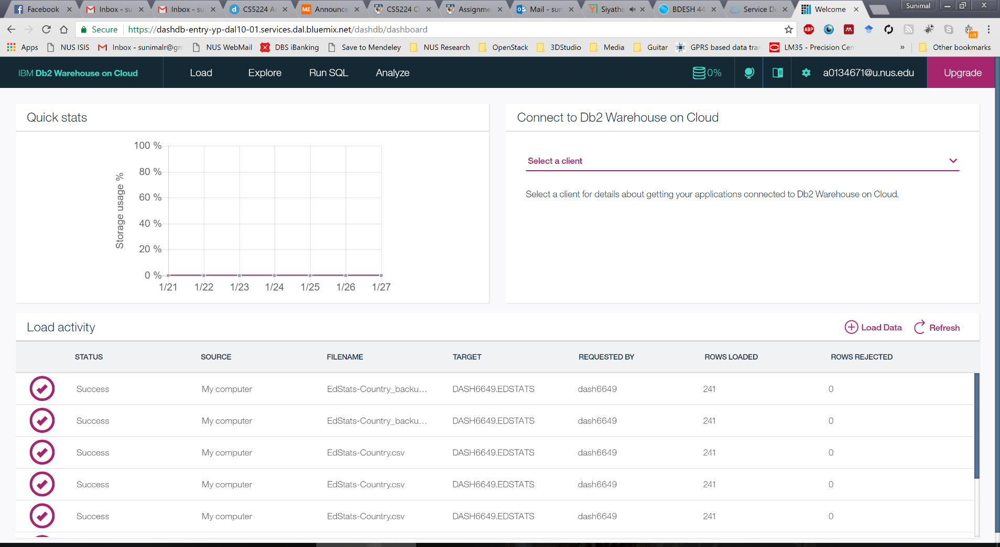 Facebook
Inbox - su
Inbox - su
CS5224 A
Announce
CS5224 C
Assignme
Mail - sun
Siyatha
BDESH 44
Service De
Welcome
Sunimal
Secure
https://dashdb-entry-yp-dal10-01.services.dal.bluemix.net/dashdb/dashboard
ABP
off
Apps
NUS ISIS
Inbox - sunimalr@gm
NUS WebMail
DBS iBanking
Save to Mendeley
NUS Research
OpenStack
3DStudio
Media
Guitar
GPRS based data tran
LM35 - Precision Cen
»
Other bookmarks
IBM Db2 Warehouse on Cloud
Load
Explore
Run SQL
Analyze
0%
a0134671@u.nus.edu
Upgrade
Quick stats
Storage usage %
100 %
80 %
60 %
40 %
20 %
0 %
1/21 1/22 1/23 1/24 1/25 1/26 1/27
Connect to Db2 Warehouse on Cloud
Select a client
Select a client for details about getting your applications connected to Db2 Warehouse on Cloud.
Load activity
Load Data
Refresh
STATUS SOURCE FILENAME TARGET REQUESTED BY ROWS LOADED ROWS REJECTED
Success My computer EdStats-Country_backu... DASH6649.EDSTATS dash6649 241 0
Success My computer EdStats-Country_backu... DASH6649.EDSTATS dash6649 241 0
Success My computer EdStats-Country.csv DASH6649.EDSTATS dash6649 241 0
Success My computer EdStats-Country.csv DASH6649.EDSTATS dash6649 241 0
Success My computer EdStats-Country.csv DASH6649.EDSTATS dash6649 241 0